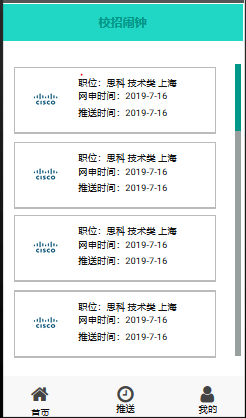 校招闹钟
职位：思科 技术类 上海
CISCO
网申时间：2019-7-16
推送时间：2019-7-16
职位：思科 技术类 上海
CISCO
网申时间：2019-7-16
推送时间：2019-7-16
职位：思科 技术类 上海
CISCO
网申时间：2019-7-16
推送时间：2019-7-16
职位：思科 技术类 上海
CISCO
网申时间：2019-7-16
推送时间：2019-7-16
首页
推送
我的